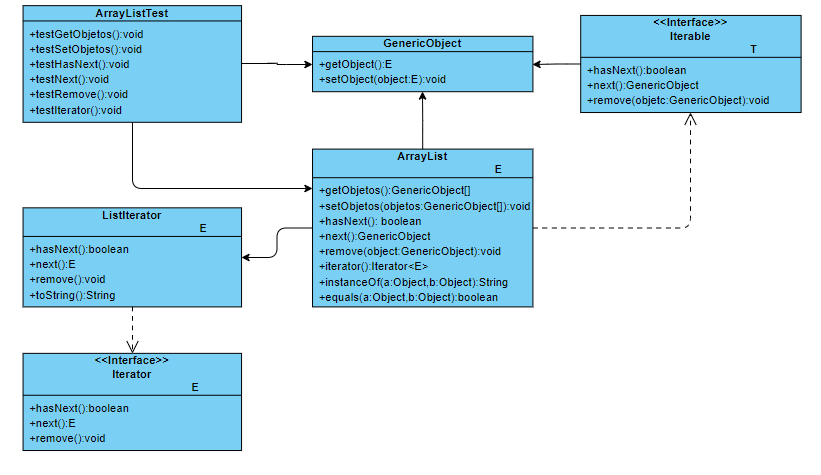 ArrayListTest
+testGetObjetos():void
+testSetObjetos():void
+testHasNext():void
+testNext():void
+testRemove():void
+testIterator():void
GenericObject
+getObject():E
+setObject(object:E):void
<<Interface>>
Iterable
T
+hasNext():boolean
+next():GenericObject
+remove(objetc:GenericObject):void
ArrayList
E
+getObjetos():GenericObject[]
+setObjetos(objetos:GenericObject[]):void
+hasNext(): boolean
+next():GenericObject
+remove(object:GenericObject):void
+iterator():Iterator<E>
+instanceOf(a:Object,b:Object):String
+equals(a:Object,b:Object):boolean
ListIterator
E
+hasNext():boolean
+next():E
+remove():void
+toString():String
<<Interface>>
Iterator
E
+hasNext():boolean
+next():E
+remove():void